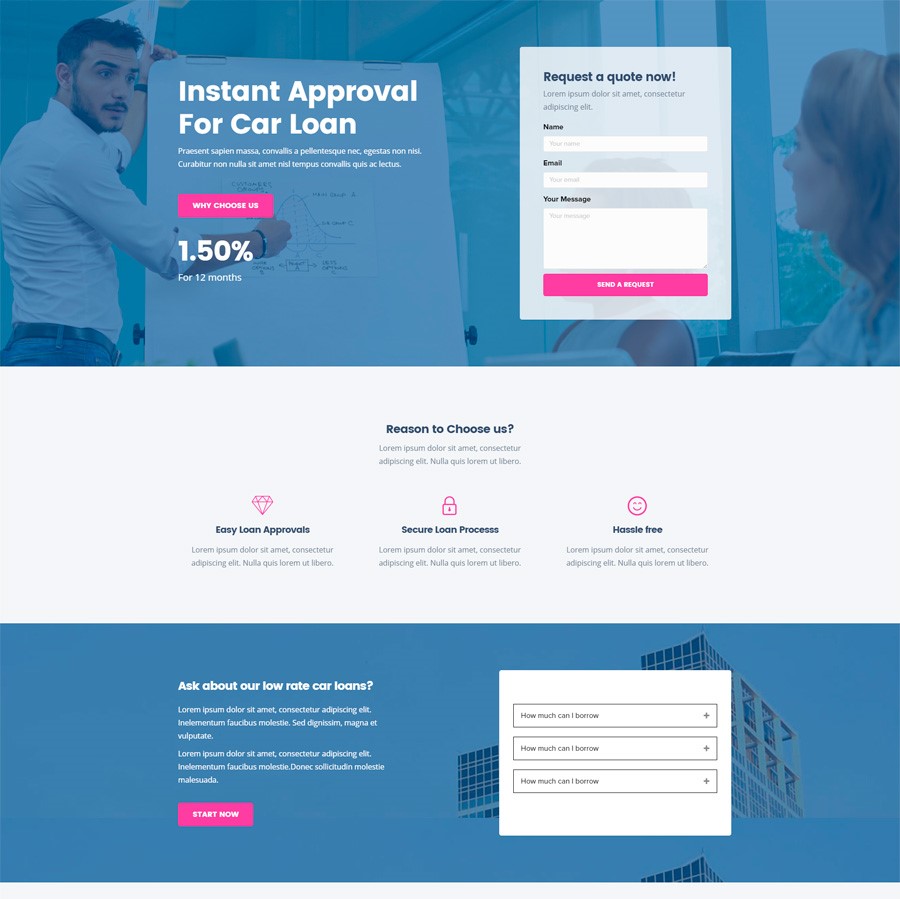 Instant Approval
For Car Loan
Praesent sapien massa, convallis a pellentesque nec, egestas non nisi.
Curabitur non nulla sit amet nisl tempus convallis quis ac lectus.
WHY CHOOSE US
1.50%
For 12 months
Request a quote now!
Lorem ipsum dolor sit amet, consectetur
adipiscing elit.
Name
Your name
Email
Your email
Your Message
Your message
SEND A REQUEST
Reason to Choose us?
Lorem ipsum dolor sit amet, consectetur
adipiscing elit. Nulla quis lorem ut libero.
Easy Loan Approvals
Lorem ipsum dolor sit amet, consectetur
adipiscing elit. Nulla quis lorem ut libero.
Secure Loan Processs
Lorem ipsum dolor sit amet, consectetur
adipiscing elit. Nulla quis lorem ut libero.
Hassle free
Lorem ipsum dolor sit amet, consectetur
adipiscing elit. Nulla quis lorem ut libero.
Ask about our low rate car loans?
Lorem ipsum dolor sit amet, consectetur adipiscing elit.
Inelementum faucibus molestie. Sed dignissim, magna et
vulputate.
Lorem ipsum dolor sit amet, consectetur adipiscing elit.
Inelementum faucibus molestie.Donec sollicitudin molestie
malesuada.
START NOW
How much can I borrow
How much can I borrow
How much can I borrow